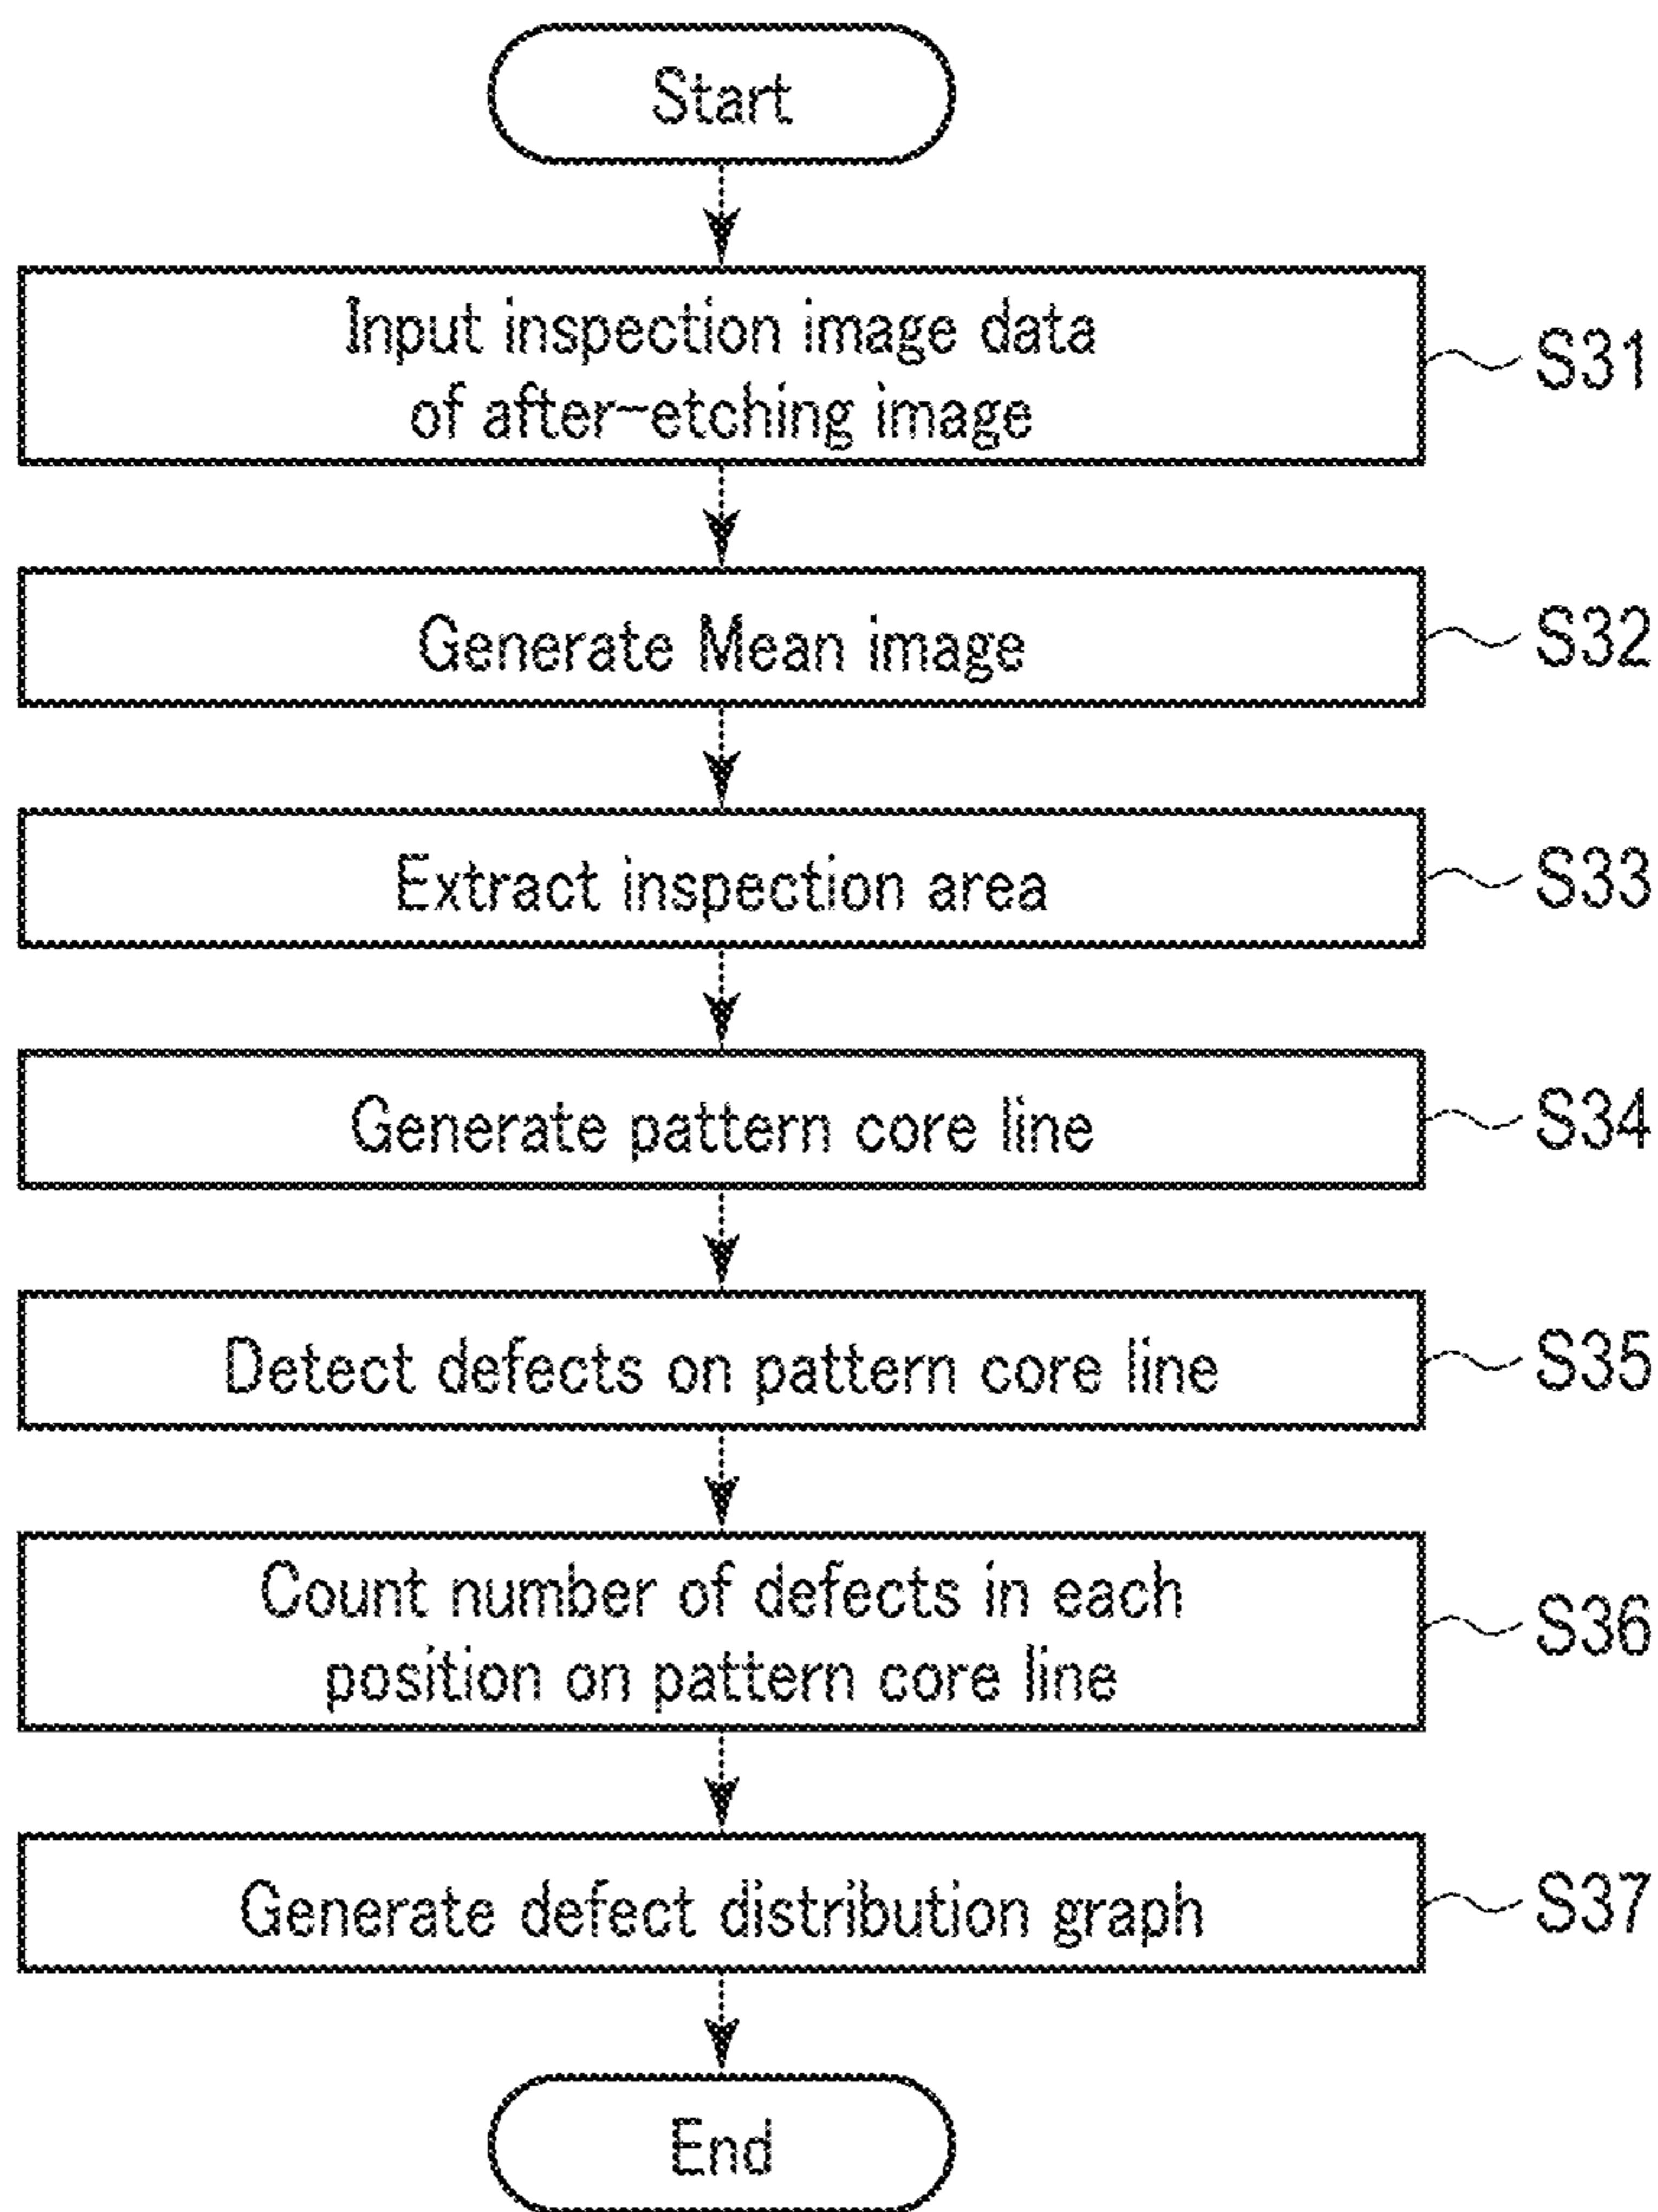 Start
Input inspection image data
of after-etching image
S31
Generate Mean image
S32
Extract inspection area
S33
Generate pattern core line
S34
Detect defects on pattern core line
S35
Count number of defects in each
position on pattern core line
S36
Generate defect distribution graph
S37
End